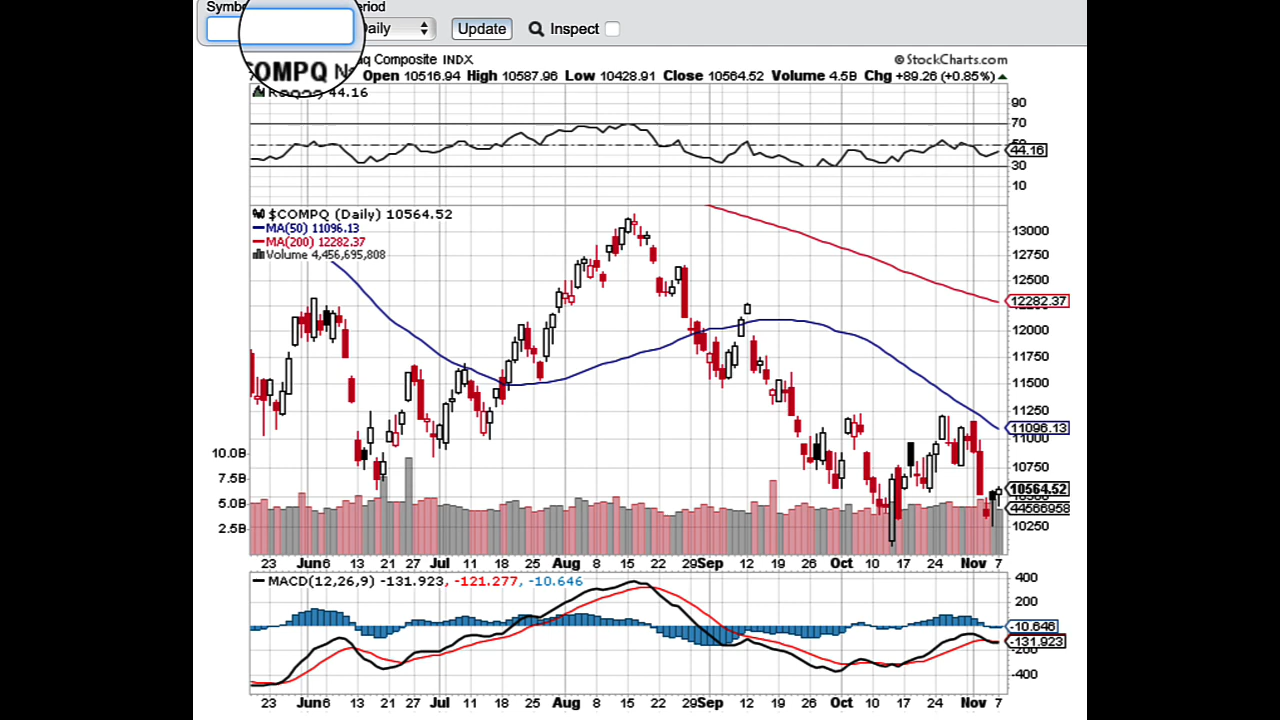 Symbo eriod
aily Update Inspect
COMPQ Na q Composite INDX © StockCharts.com
Open 10516.94 High 10587.96 Low 10428.91 Close 10564.52 Volume 4.5B Chg +89.26 (+0.85%)
44.16
90
70
44.16
30
10
$COMPQ (Daily) 10564.52
MA(50) 11096.13
MA(200) 12282.37
Volume 4,456,695,808
13000
12750
12500
12282.37
12000
11750
11500
11250
11096.13
11000
10.0B 10750
7.5B 10564.52
5.0B 44566958
2.5B 10250
23 Jun 6 13 21 27 Jul 11 18 25 Aug 8 15 22 29 Sep 12 19 26 Oct 10 17 24 Nov 7
MACD(12,26,9) -131.923, -121.277, -10.646
400
200
-10.646
-131.923
-200
-400
23 Jun 6 13 21 27 Jul 11 18 25 Aug 8 15 22 29 Sep 12 19 26 Oct 10 17 24 Nov 7